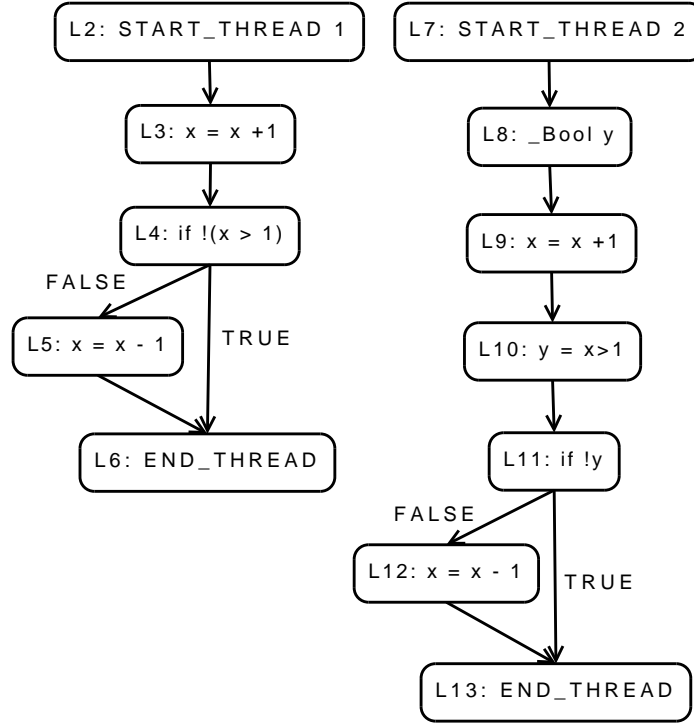 L2: START_THREAD 1
L3: x = x +1
L4: if !(x > 1)
FALSE
TRUE
L5: x = x - 1
L6: END_THREAD
L7: START_THREAD 2
L8: _Bool y
L9: x = x +1
L10: y = x>1
L11: if !y
FALSE
TRUE
L12: x = x - 1
L13: END_THREAD